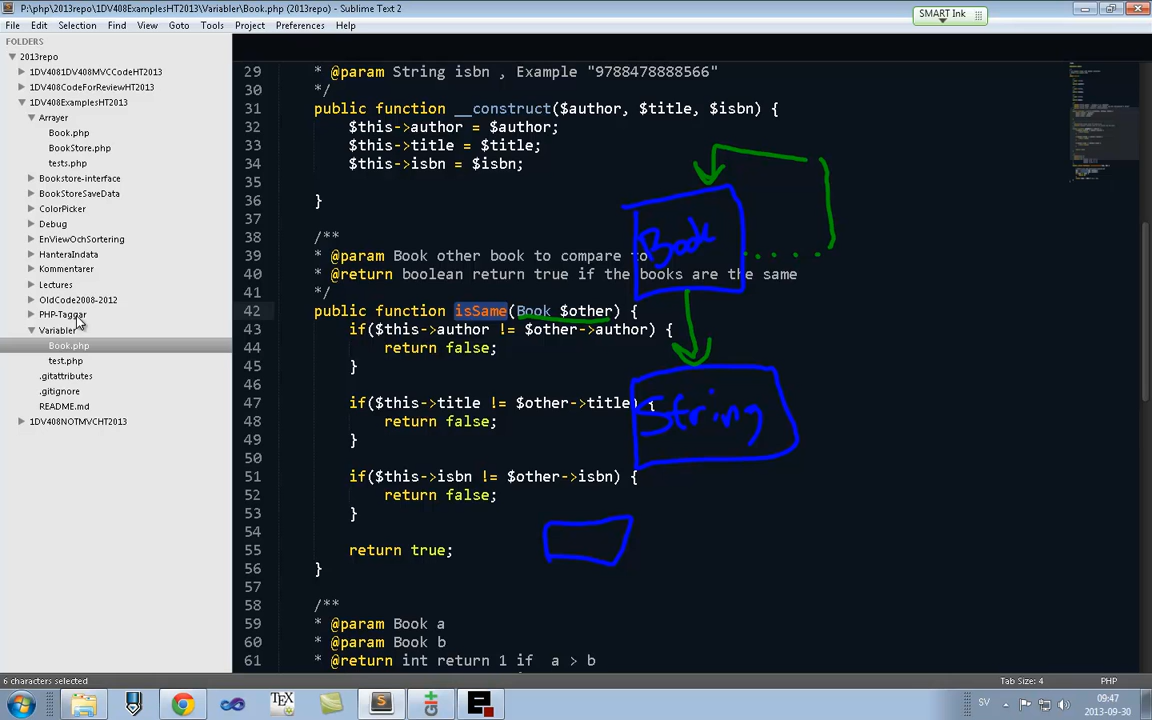 P:\php\2013repo\1DV408ExamplesHT2013\Variabler\Book.php (2013repo) - Sublime Text 2
SMART Ink
File Edit Selection Find View Goto Tools Project Preferences Help
FOLDERS
2013repo
1DV4081DV408MVCCodeHT2013
1DV408CodeForReviewHT2013
1DV408ExamplesHT2013
Arrayer
Book.php
BookStore.php
tests.php
Bookstore-interface
BookStoreSaveData
ColorPicker
Debug
EnViewOchSortering
HanteraIndata
Kommentarer
Lectures
OldCode2008-2012
PHP-Taggar
Variabler
Book.php
test.php
.gitattributes
.gitignore
README.md
1DV408NOTMVCHT2013
29 * @param String isbn , Example "9788478888566"
30 */
31 public function __construct($author, $title, $isbn) {
32 $this->author = $author;
33 $this->title = $title;
34 $this->isbn = $isbn;
35
36 }
37
38 /**
39 * @param Book other book to compare to
40 * @return boolean return true if the books are the same
41 */
42 public function isSame(Book $other) {
43 if($this->author != $other->author) {
44 return false;
45 }
46
47 if($this->title != $other->title) {
48 return false;
49 }
50
51 if($this->isbn != $other->isbn) {
52 return false;
53 }
54
55 return true;
56 }
57
58 /**
59 * @param Book a
60 * @param Book b
61 * @return int return 1 if a > b
Book
String
6 characters selected
Tab Size: 4 PHP
SV
09:47
2013-09-30